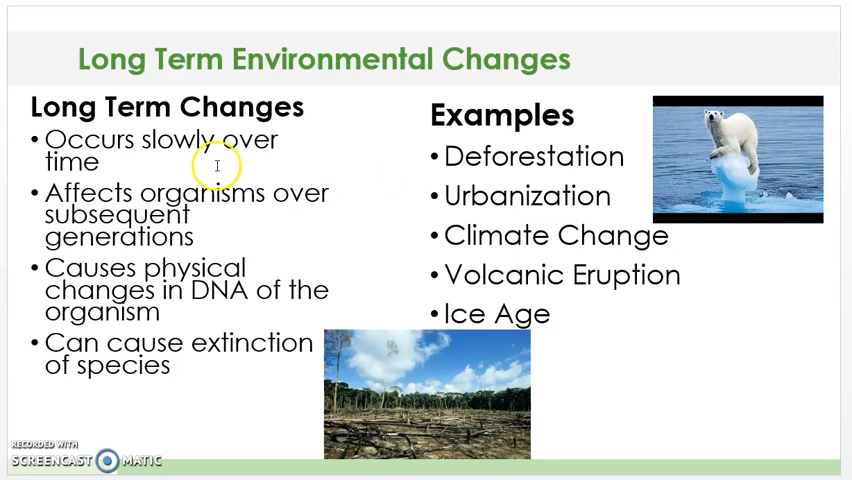 Long Term Environmental Changes
Long Term Changes
• Occurs slowly over
time
• Affects organisms over
subsequent
generations
• Causes physical
changes in DNA of the
organism
• Can cause extinction
of species
Examples
• Deforestation
• Urbanization
• Climate Change
• Volcanic Eruption
• Ice Age
RECORDED WITH
SCREENCAST MATIC